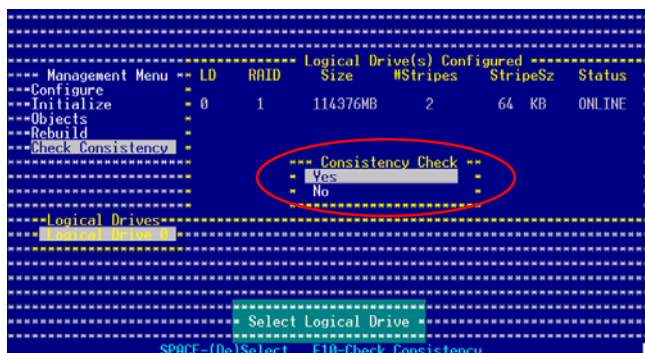 Logical Drive(s) Configured
Management Menu LD RAID Size #Stripes StripeSz Status
Configure
Initialize 0 1 114376MB 2 64 KB ONLINE
Objects
Rebuild
Check Consistency
Consistency Check
Yes
No
Logical Drives
Logical Drive 0
Select Logical Drive
SPACE-(De)Select F10-Check Consistency